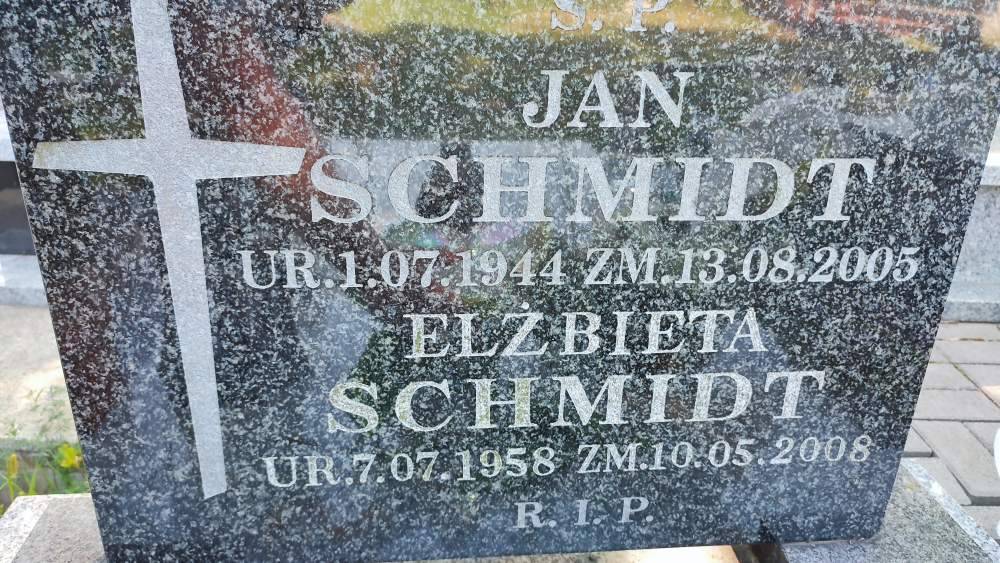 S. P.
JAN
SCHMIDT
UR.1.07.1944 ZM.13.08.2005
ELŻBIETA
SCHMIDT
UR.7.07.1958 ZM.10.05.2008
R. I. P.